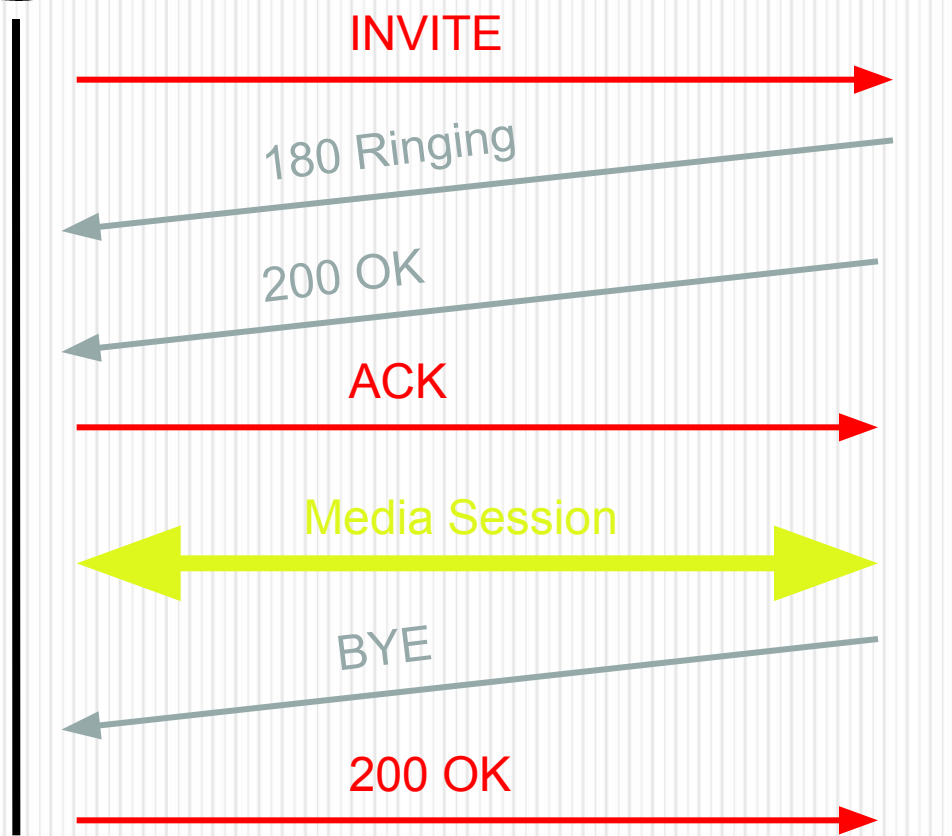 INVITE
180 Ringing
200 OK
ACK
Media Session
BYE
200 OK